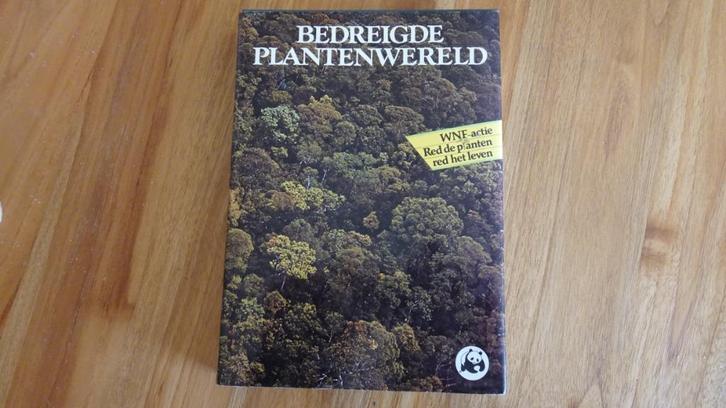 BEDREIGDE
PLANTENWERELD
WNF-actie
Red de planten
red het leven